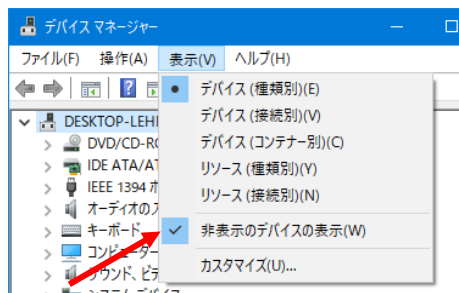 デバイス マネージャー
ファイル(F) 操作(A) 表示(V) ヘルプ(H)
デバイス (種類別)(E)
デバイス (接続別)(V)
デバイス (コンテナー別)(C)
リソース (種類別)(Y)
リソース (接続別)(N)
非表示のデバイスの表示(W)
カスタマイズ(U)...
DESKTOP-LEH
DVD/CD-R
IDE ATA/AT
IEEE 1394
オーディオの
キーボード
コンピューター
サウンド、ビ